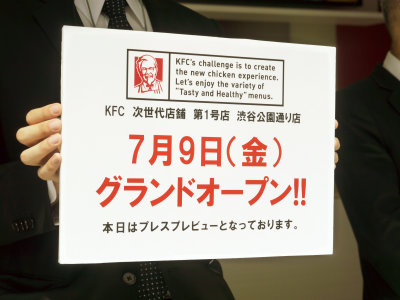 KFC's challenge is to create
the new chicken experience.
Let's enjoy the variety of
"Tasty and Healthy" menus.
KFC 次世代店舗 第1号店 渋谷公園通り店
7月9日(金)
グランドオープン!!
本日はプレスプレビューとなっております。